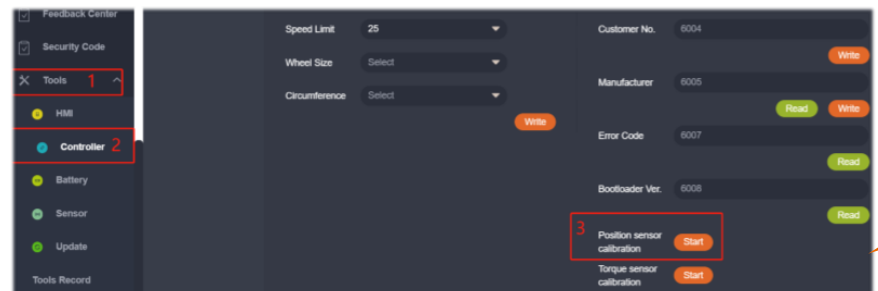 Feedback Center
Security Code
Tools 1
HMI
Controller 2
Battery
Sensor
Update
Tools Record
Speed Limit 25
Wheel Size Select
Circumference Select
Write
Customer No. 6004
Write
Manufacturer 6005
Read Write
Error Code 6007
Read
Bootloader Ver. 6008
Read
3
Position sensor
calibration Start
Torque sensor
calibration Start